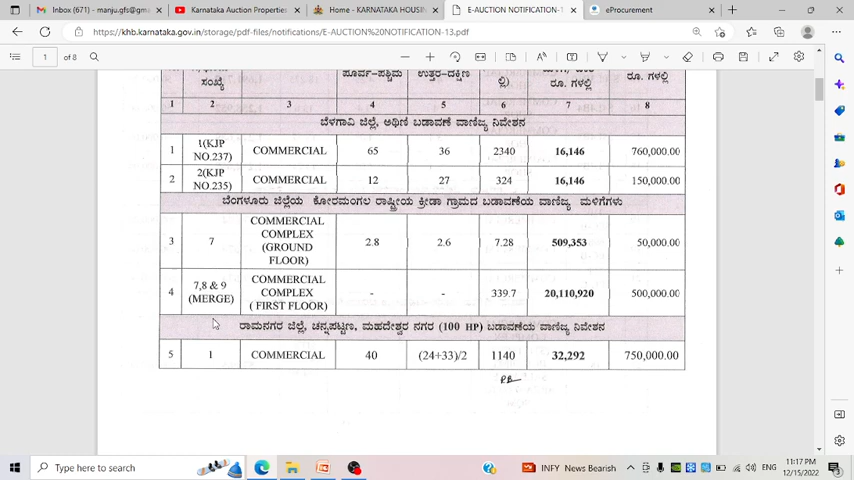 Inbox (671) - manju.gfs@gma
Karnataka Auction Properties
Home - KARNATAKA HOUSIN
E-AUCTION NOTIFICATION-1
eProcurement
https://khb.karnataka.gov.in/storage/pdf-files/notifications/E-AUCTION%20NOTIFICATION-13.pdf
1 of 8
ಸಂಖ್ಯೆ ಪೂರ್ವ-ಪಶ್ಚಿಮ ಉತ್ತರ-ದಕ್ಷಿಣ ಲ್ಲಿ) ರೂ. ಗಳಲ್ಲಿ ರೂ. ಗಳಲ್ಲಿ
1 2 3 4 5 6 7 8
ಬೆಳಗಾವಿ ಜಿಲ್ಲೆ, ಅಥಿಣಿ ಬಡಾವಣೆ ವಾಣಿಜ್ಯ ನಿವೇಶನ
1 1(KJP NO.237) COMMERCIAL 65 36 2340 16,146 760,000.00
2 2(KJP NO.235) COMMERCIAL 12 27 324 16,146 150,000.00
ಬೆಂಗಳೂರು ಜಿಲ್ಲೆಯ ಕೋರಮಂಗಲ ರಾಷ್ಟ್ರೀಯ ಕ್ರೀಡಾ ಗ್ರಾಮದ ಬಡಾವಣೆಯ ವಾಣಿಜ್ಯ ಮಳಿಗೆಗಳು
3 7 COMMERCIAL COMPLEX (GROUND FLOOR) 2.8 2.6 7.28 509,353 50,000.00
4 7,8 & 9 (MERGE) COMMERCIAL COMPLEX ( FIRST FLOOR) - - 339.7 20,110,920 500,000.00
ರಾಮನಗರ ಜಿಲ್ಲೆ, ಚನ್ನಪಟ್ಟಣ, ಮಹದೇಶ್ವರ ನಗರ (100 HP) ಬಡಾವಣೆಯ ವಾಣಿಜ್ಯ ನಿವೇಶನ
5 1 COMMERCIAL 40 (24+33)/2 1140 32,292 750,000.00
Type here to search
INFY News Bearish
ENG
11:17 PM
12/15/2022